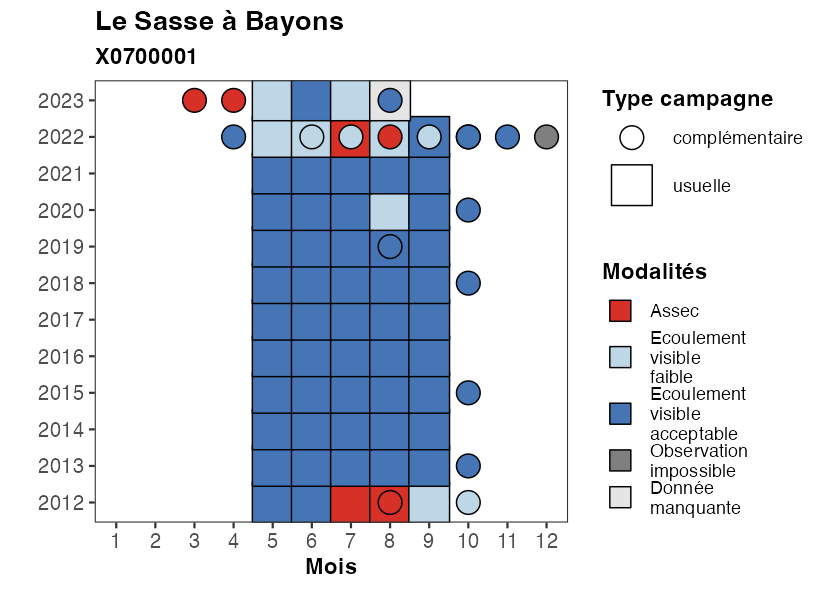 Le Sasse à Bayons
X0700001
2023
2022
2021
2020
2019
2018
2017
2016
2015
2014
2013
2012
1 2 3 4 5 6 7 8 9 10 11 12
Mois
Type campagne
complémentaire
usuelle
Modalités
Assec
Ecoulement
visible
faible
Ecoulement
visible
acceptable
Observation
impossible
Donnée
manquante